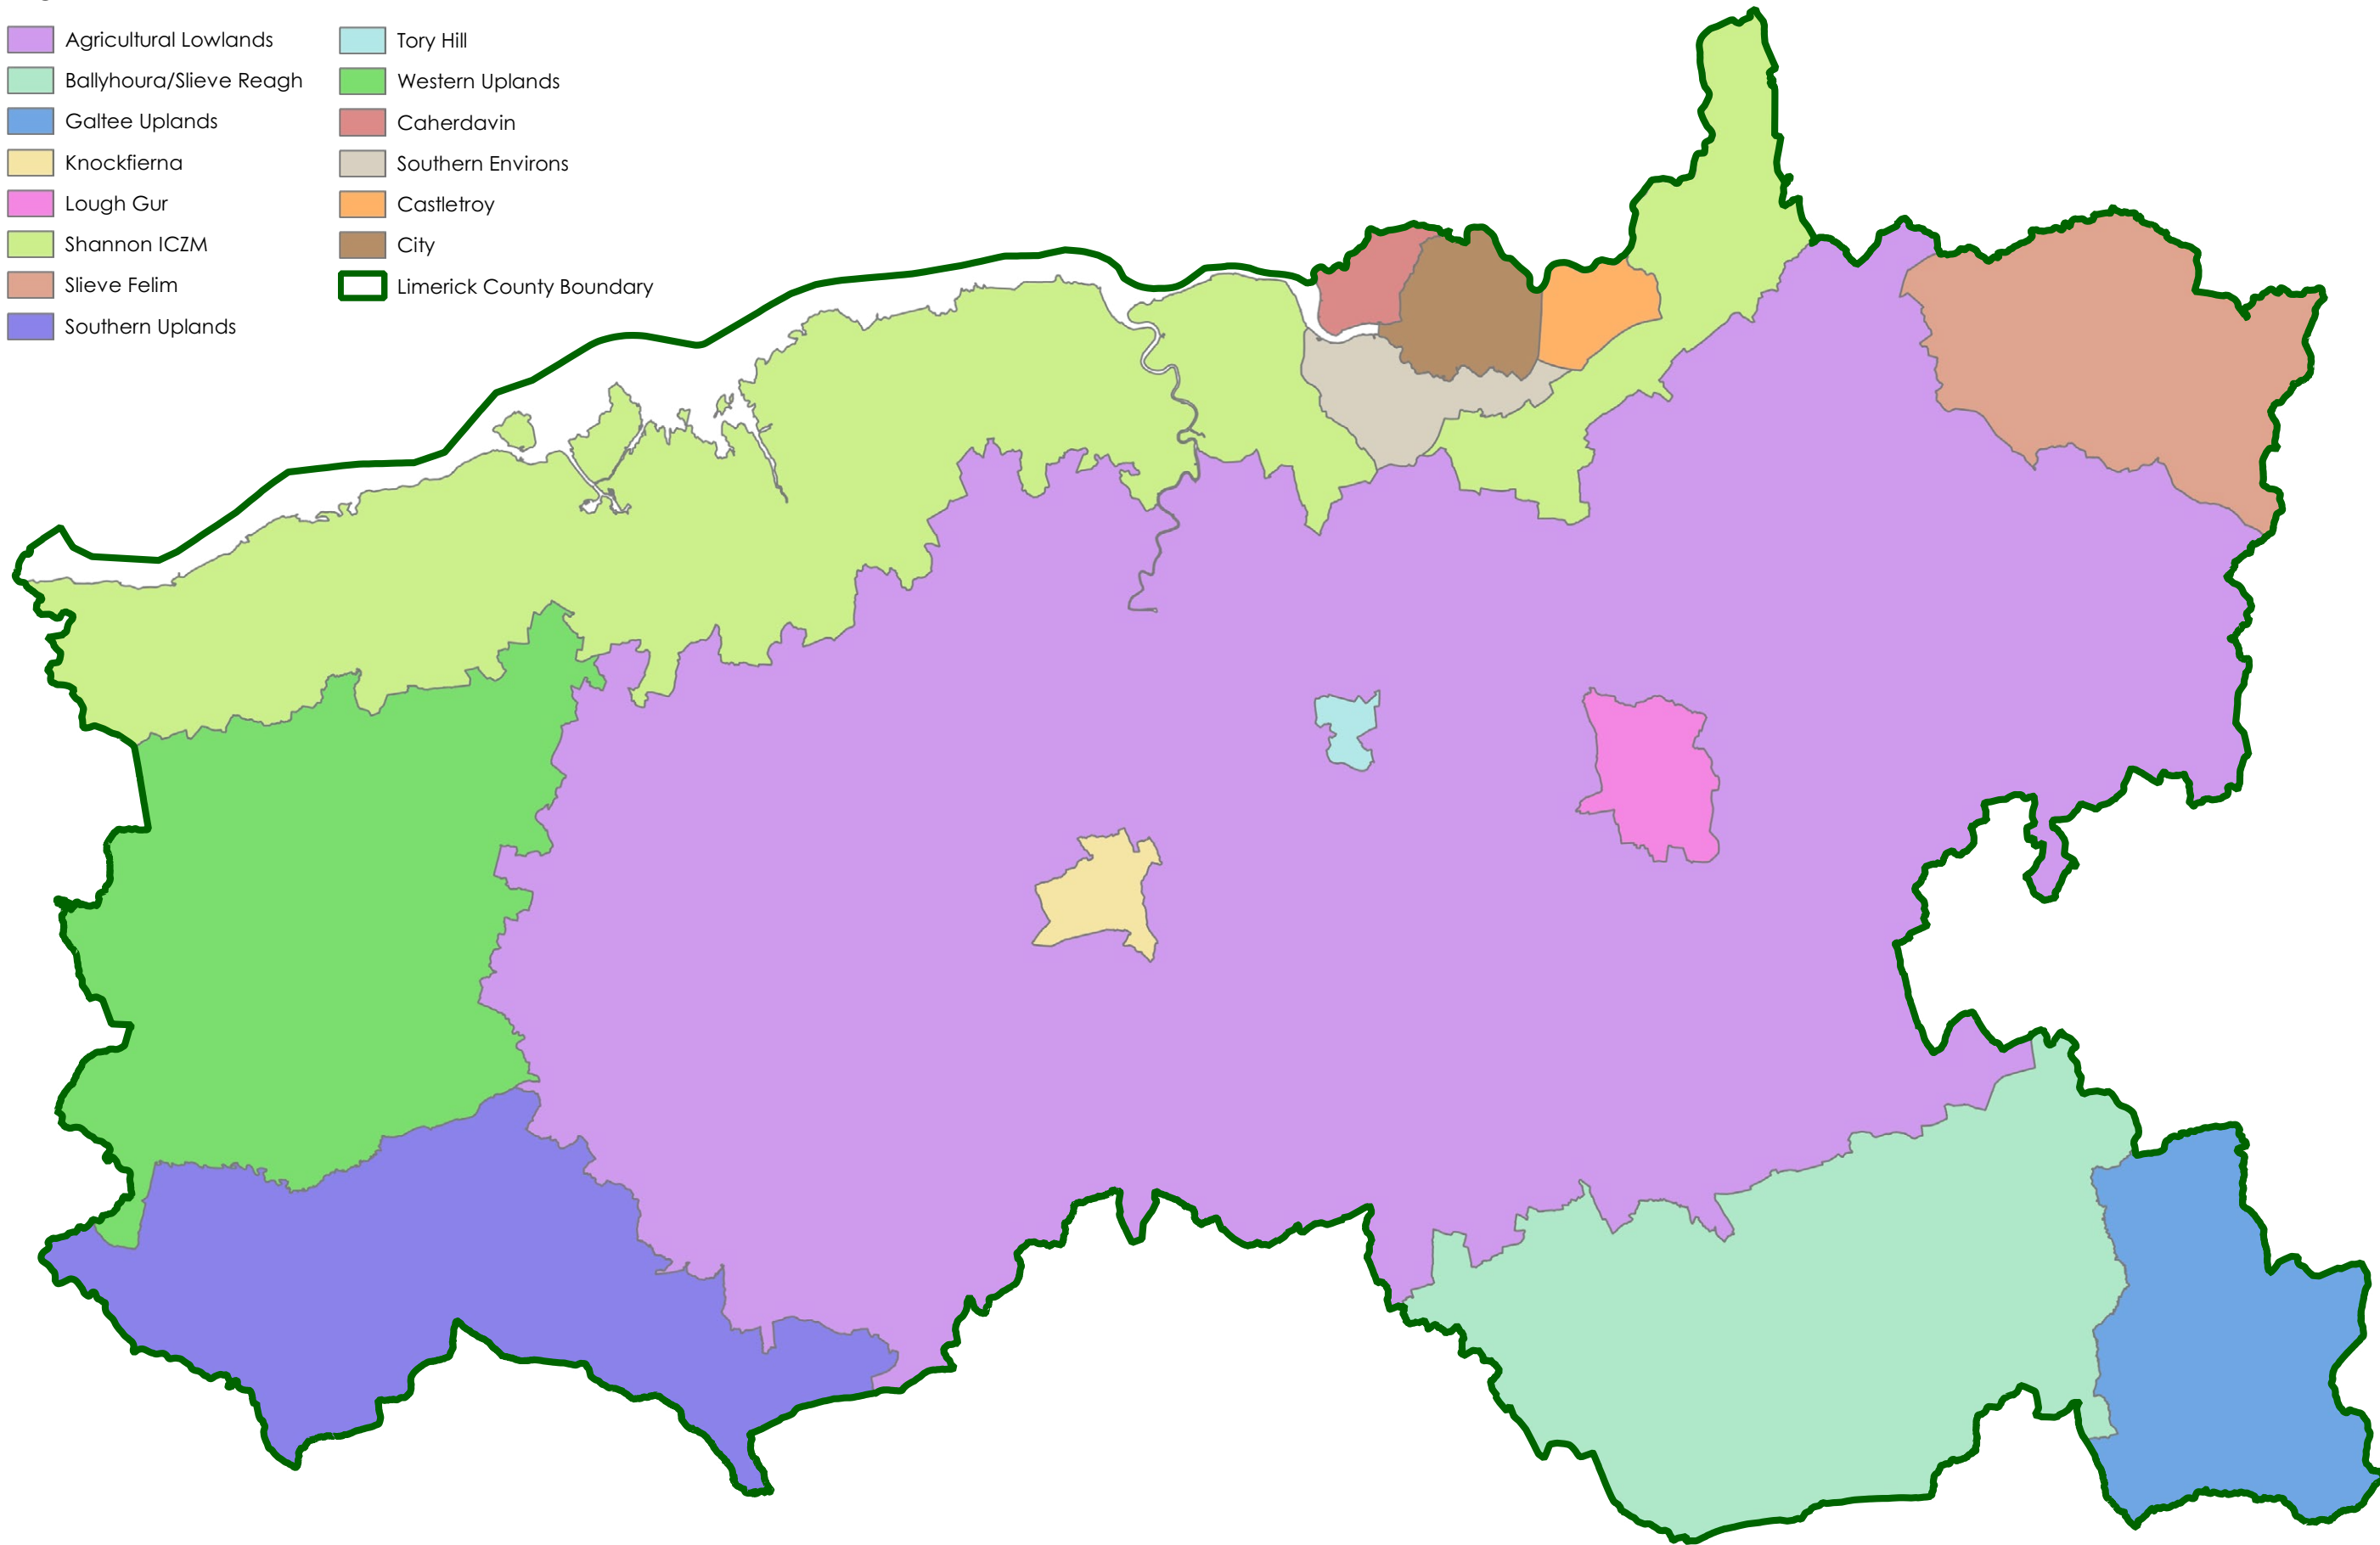 Agricultural Lowlands
Ballyhoura/Slieve Reagh
Galtee Uplands
Knockfierna
Lough Gur
Shannon ICZM
Slieve Felim
Southern Uplands
Tory Hill
Western Uplands
Caherdavin
Southern Environs
Castletroy
City
Limerick County Boundary